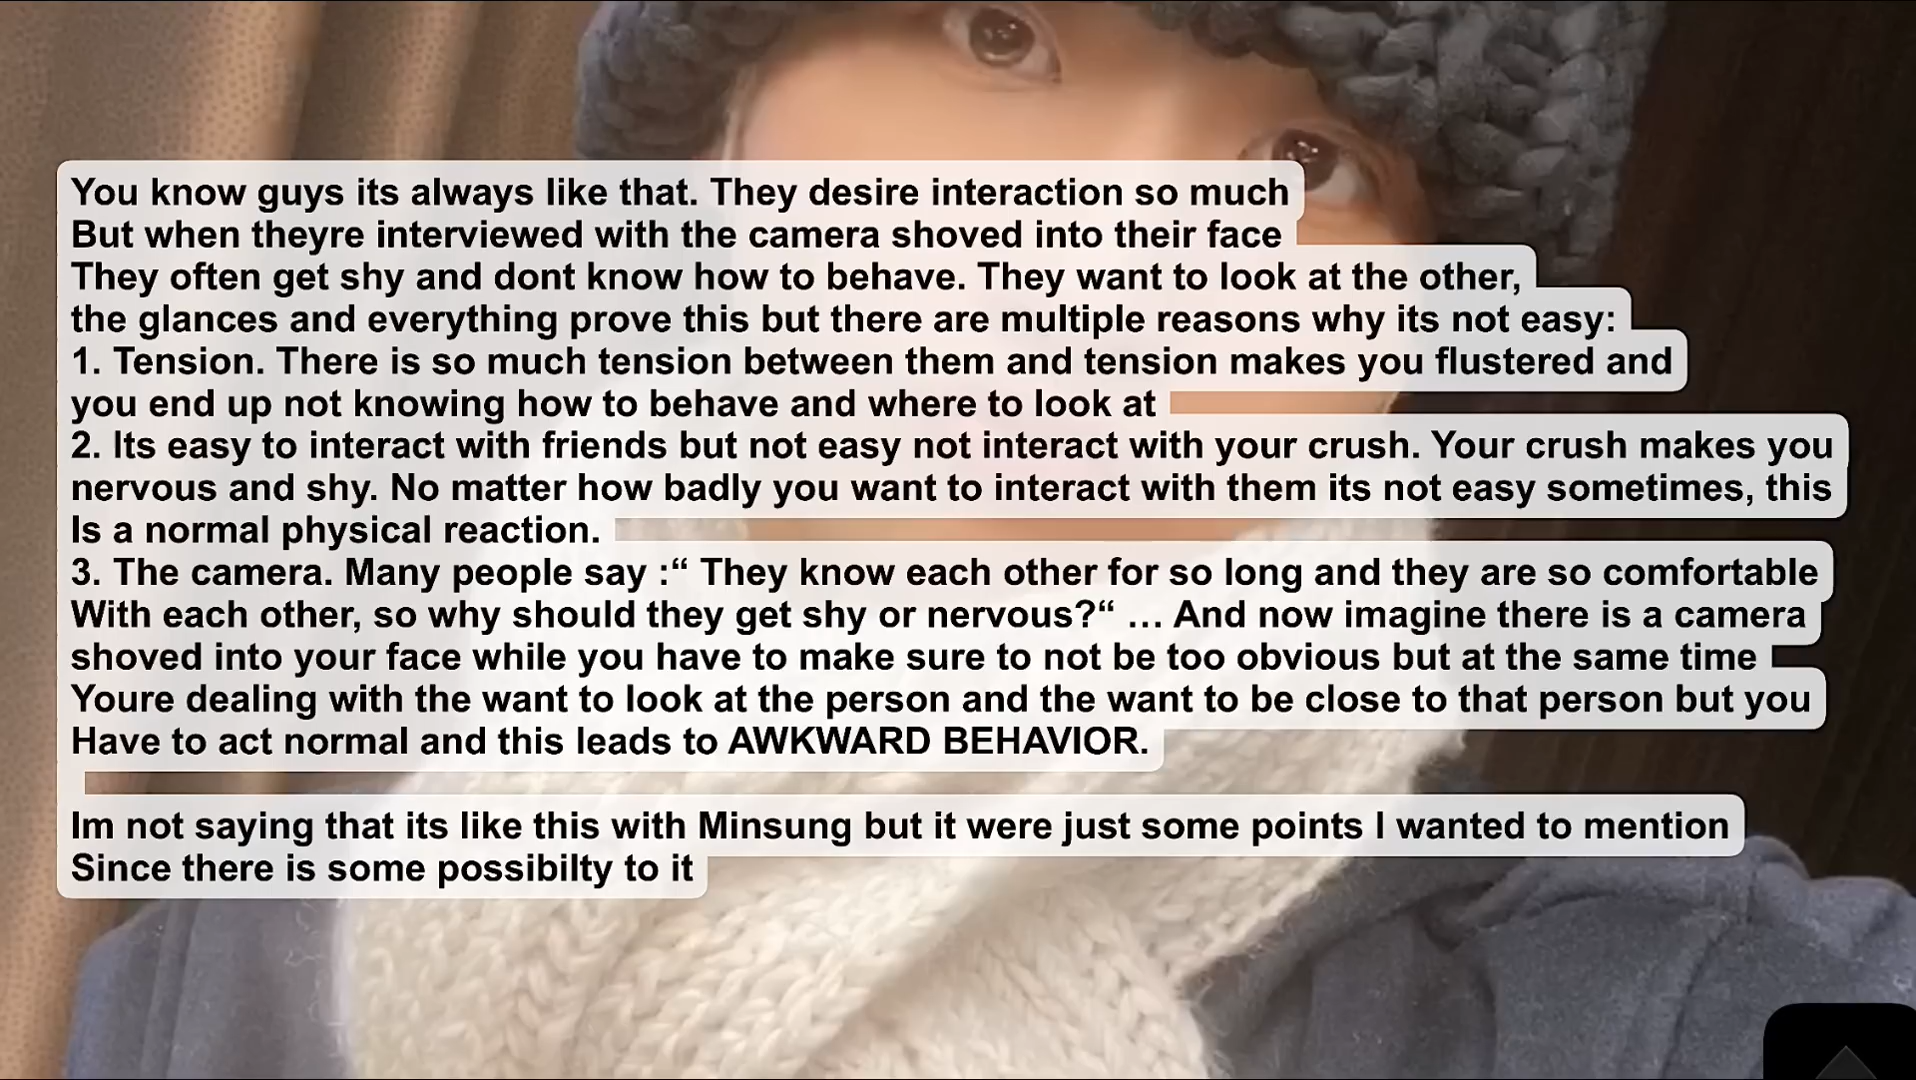 You know guys its always like that. They desire interaction so much
But when theyre interviewed with the camera shoved into their face
They often get shy and dont know how to behave. They want to look at the other,
the glances and everything prove this but there are multiple reasons why its not easy:
1. Tension. There is so much tension between them and tension makes you flustered and
you end up not knowing how to behave and where to look at
2. Its easy to interact with friends but not easy not interact with your crush. Your crush makes you
nervous and shy. No matter how badly you want to interact with them its not easy sometimes, this
Is a normal physical reaction.
3. The camera. Many people say :“ They know each other for so long and they are so comfortable
With each other, so why should they get shy or nervous?“ … And now imagine there is a camera
shoved into your face while you have to make sure to not be too obvious but at the same time
Youre dealing with the want to look at the person and the want to be close to that person but you
Have to act normal and this leads to AWKWARD BEHAVIOR.
Im not saying that its like this with Minsung but it were just some points I wanted to mention
Since there is some possibilty to it